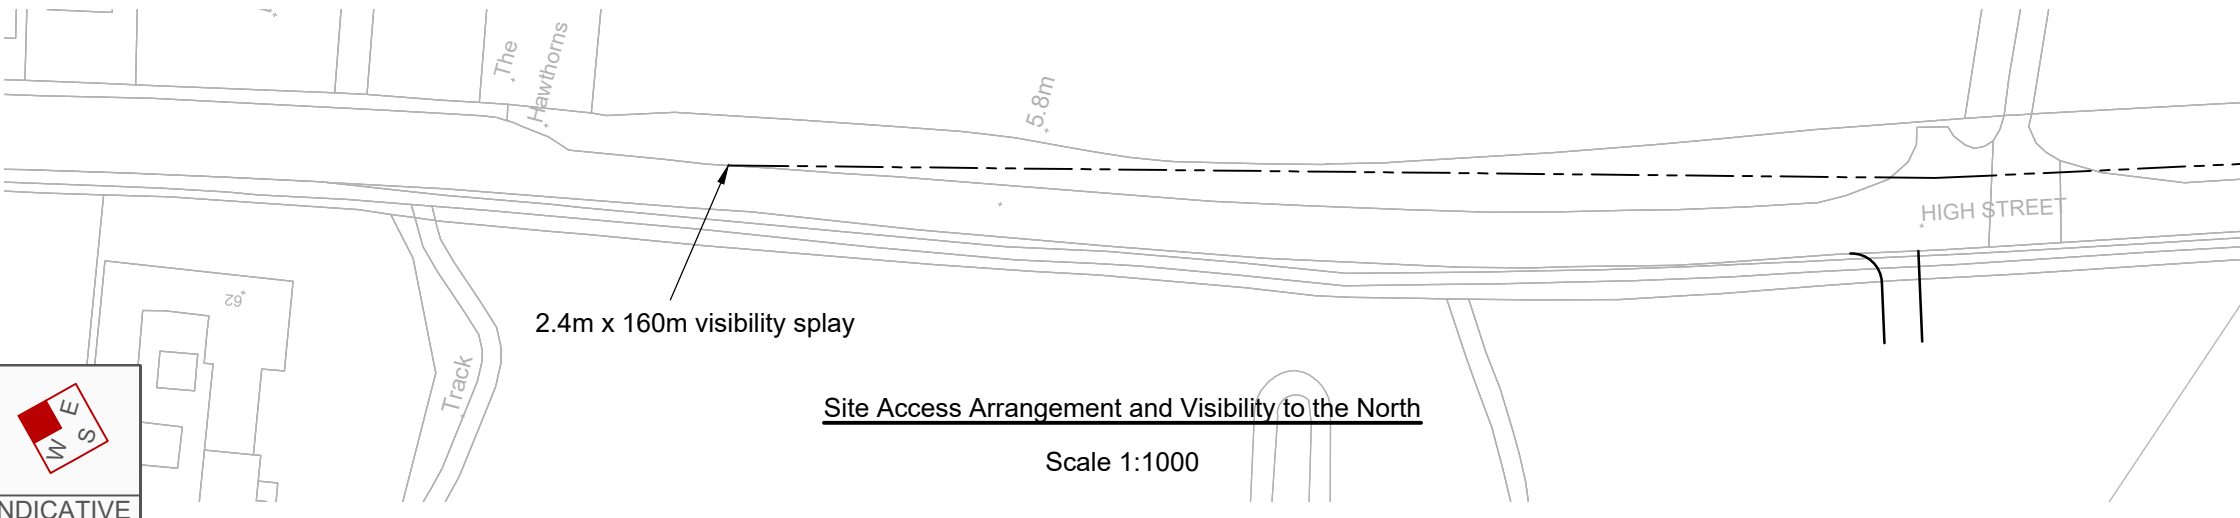 The
Hawthorns
5.8m
HIGH STREET
62
2.4m x 160m visibility splay
Track
Site Access Arrangement and Visibility to the North
Scale 1:1000
E
W S
NDICATIVE